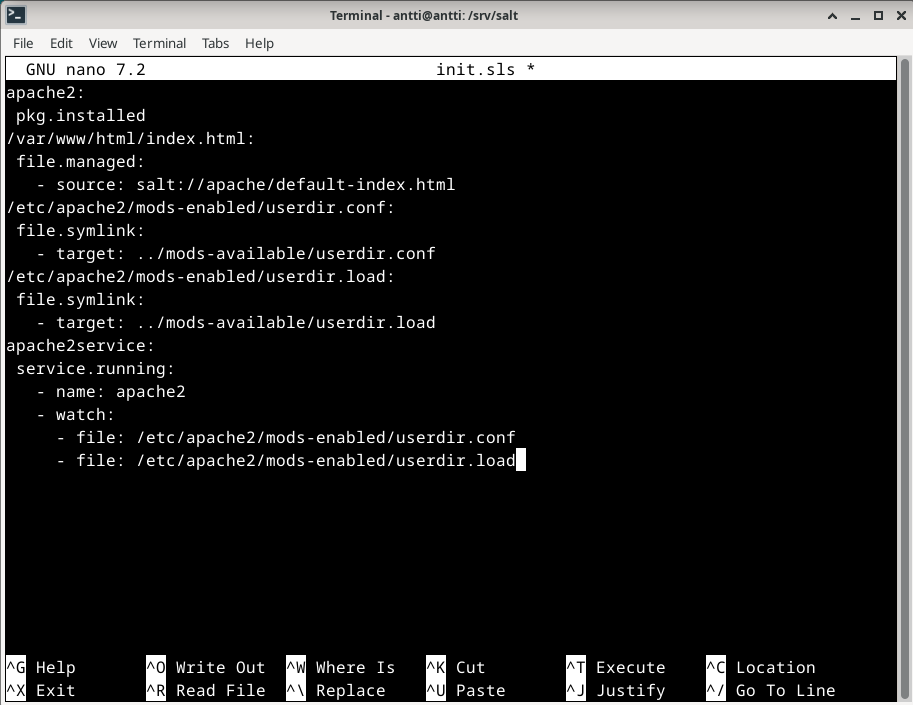 Terminal - antti@antti: /srv/salt
File Edit View Terminal Tabs Help
GNU nano 7.2 init.sls *
apache2:
 pkg.installed
/var/www/html/index.html:
 file.managed:
   - source: salt://apache/default-index.html
/etc/apache2/mods-enabled/userdir.conf:
 file.symlink:
   - target: ../mods-available/userdir.conf
/etc/apache2/mods-enabled/userdir.load:
 file.symlink:
   - target: ../mods-available/userdir.load
apache2service:
 service.running:
   - name: apache2
   - watch:
     - file: /etc/apache2/mods-enabled/userdir.conf
     - file: /etc/apache2/mods-enabled/userdir.load
^G Help ^O Write Out ^W Where Is ^K Cut ^T Execute ^C Location
^X Exit ^R Read File ^\ Replace ^U Paste ^J Justify ^/ Go To Line